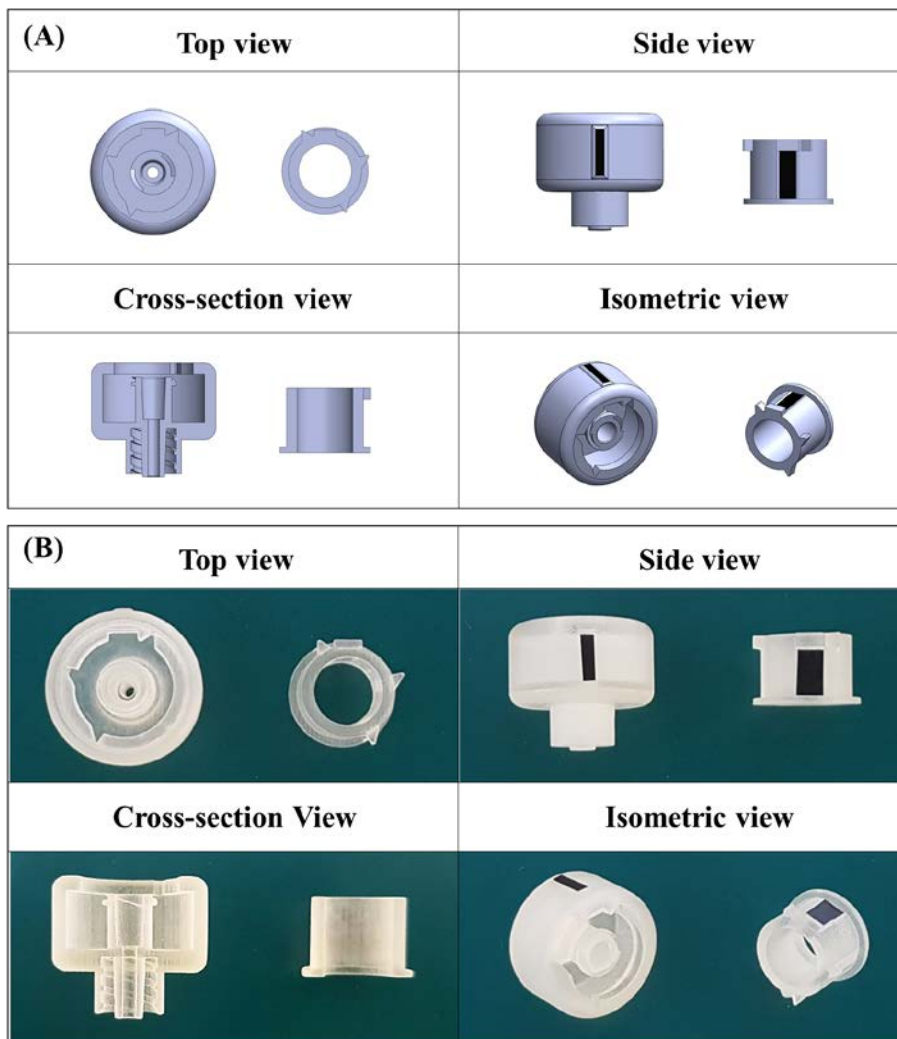 (A)
Top view
Side view
Cross-section view
Isometric view
(B)
Top view
Side view
Cross-section View
Isometric view